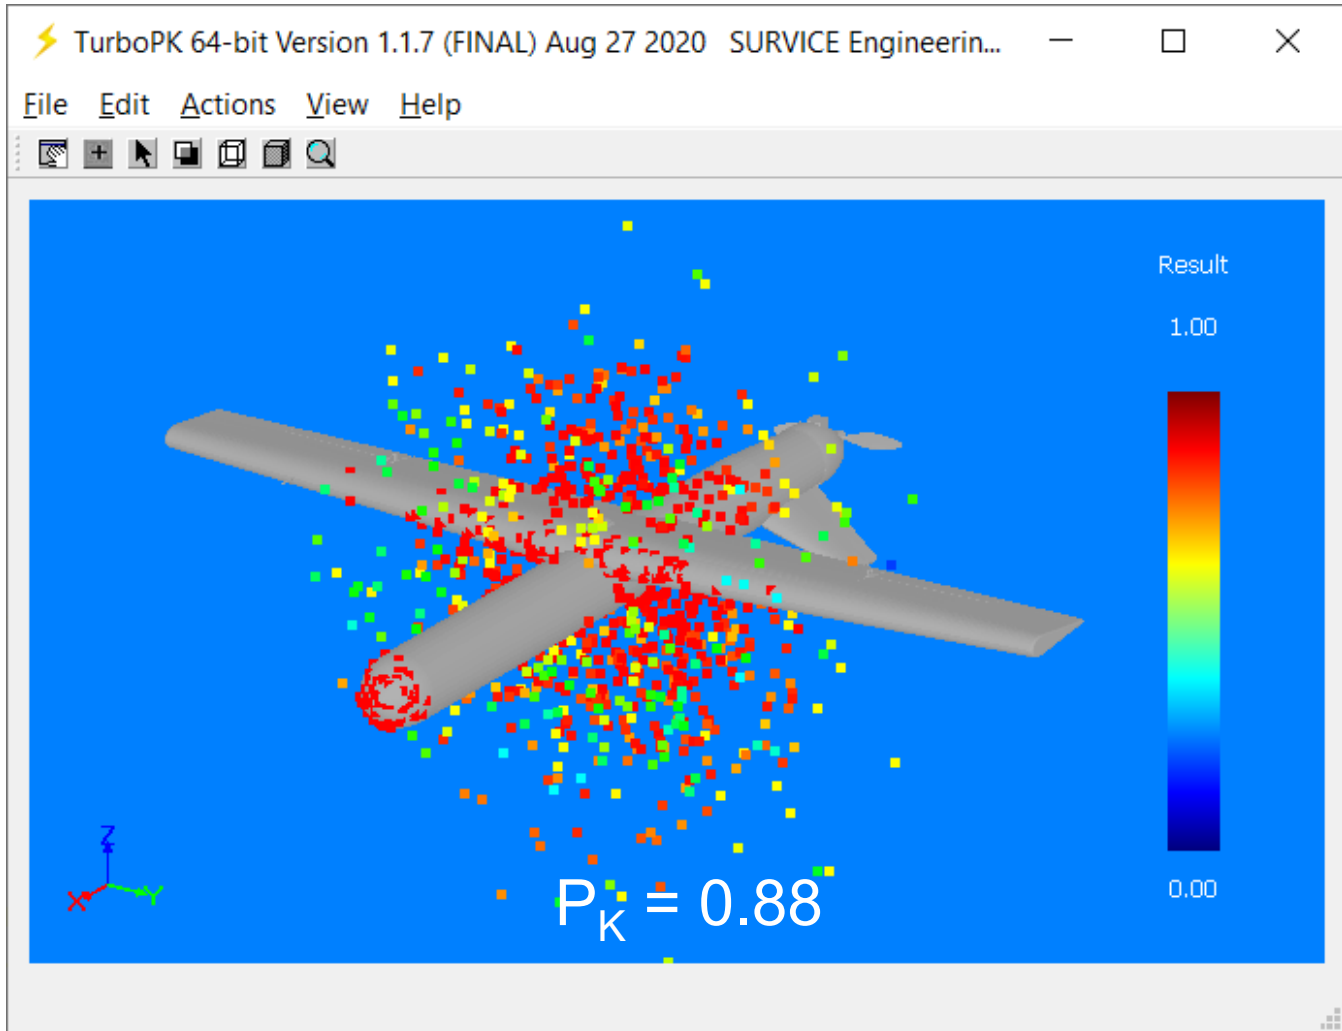 TurboPK 64-bit Version 1.1.7 (FINAL) Aug 27 2020   SURVICE Engineerin...
File Edit Actions View Help
Result
1.00
0.00
Z
X
Y
PK = 0.88